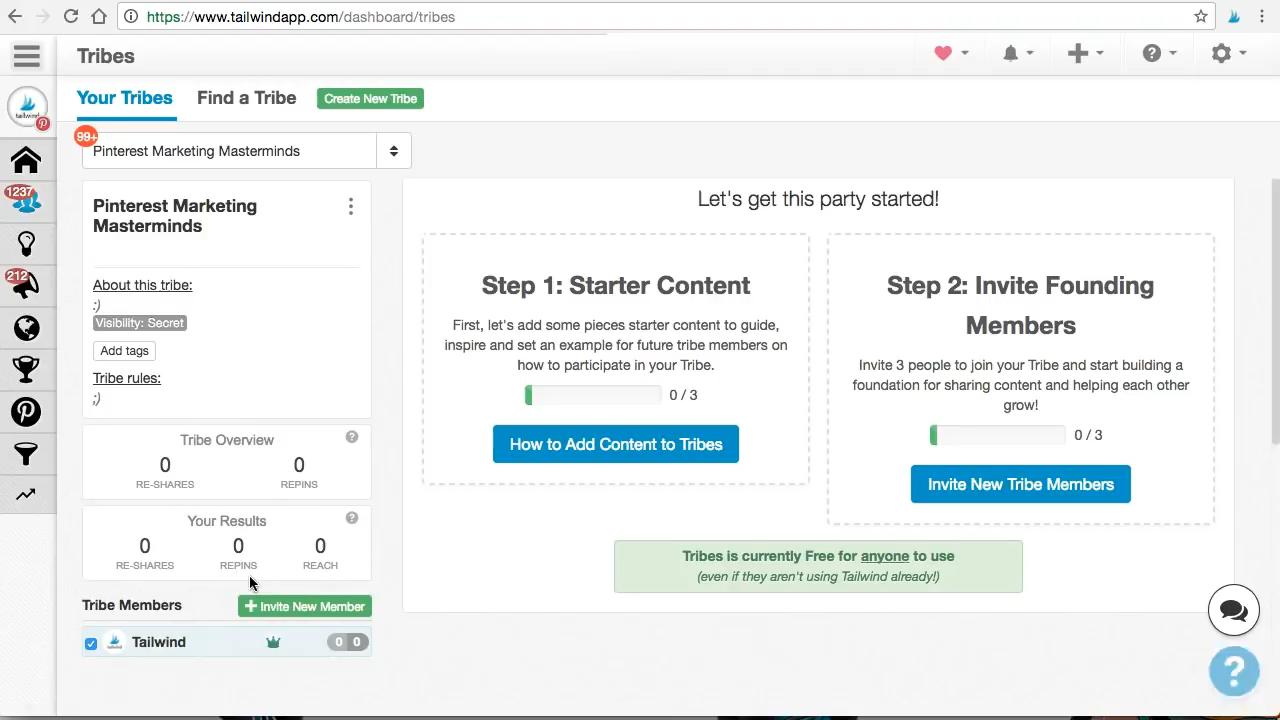 https://www.tailwindapp.com/dashboard/tribes
Tribes
tailwind
Your Tribes
Find a Tribe
Create New Tribe
99+
Pinterest Marketing Masterminds
1237
212
Pinterest Marketing
Masterminds
About this tribe:
;)
Visibility: Secret
Add tags
Tribe rules:
;)
Tribe Overview
?
0
0
RE-SHARES
REPINS
Your Results
?
0
0
0
RE-SHARES
REPINS
REACH
Tribe Members
+ Invite New Member
Tailwind
0 0
Let's get this party started!
Step 1: Starter Content
First, let's add some pieces starter content to guide,
inspire and set an example for future tribe members on
how to participate in your Tribe.
0 / 3
How to Add Content to Tribes
Step 2: Invite Founding
Members
Invite 3 people to join your Tribe and start building a
foundation for sharing content and helping each other
grow!
0 / 3
Invite New Tribe Members
Tribes is currently Free for anyone to use
(even if they aren't using Tailwind already!)
?